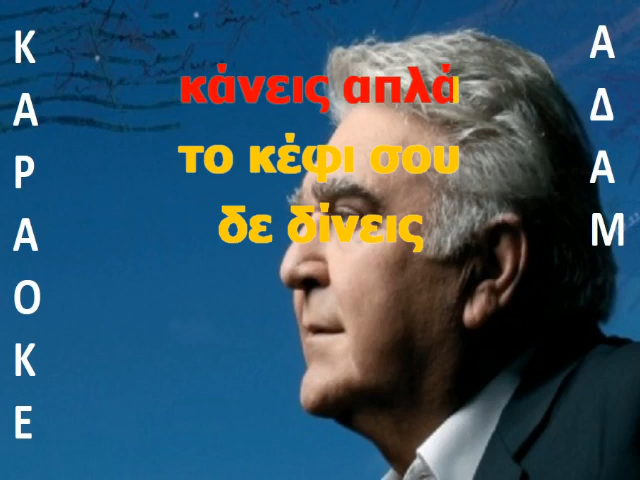 ΚΑΡΑΟΚΕ
κάνεις απλά
το κέφι σου
δε δίνεις
ΑΔΑΜ